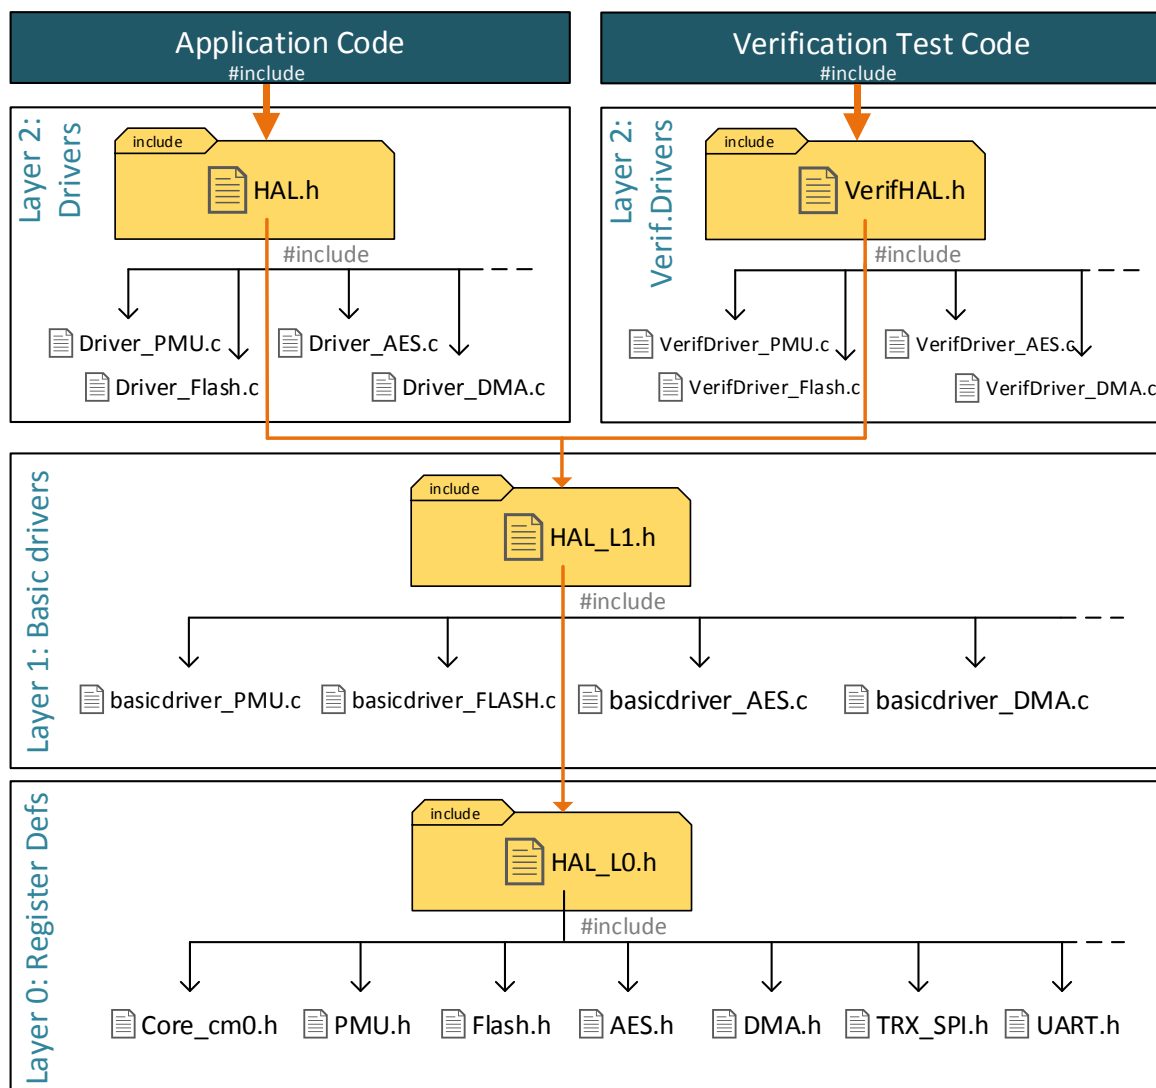 Application Code
#include
Verification Test Code
#include
Layer 2:
Drivers
include
HAL.h
#include
Driver_PMU.c
Driver_AES.c
Driver_Flash.c
Driver_DMA.c
Layer 2:
Verif.Drivers
include
VerifHAL.h
#include
VerifDriver_PMU.c
VerifDriver_AES.c
VerifDriver_Flash.c
VerifDriver_DMA.c
Layer 1: Basic drivers
include
HAL_L1.h
#include
basicdriver_PMU.c
basicdriver_FLASH.c
basicdriver_AES.c
basicdriver_DMA.c
Layer 0: Register Defs
include
HAL_L0.h
#include
Core_cm0.h
PMU.h
Flash.h
AES.h
DMA.h
TRX_SPI.h
UART.h